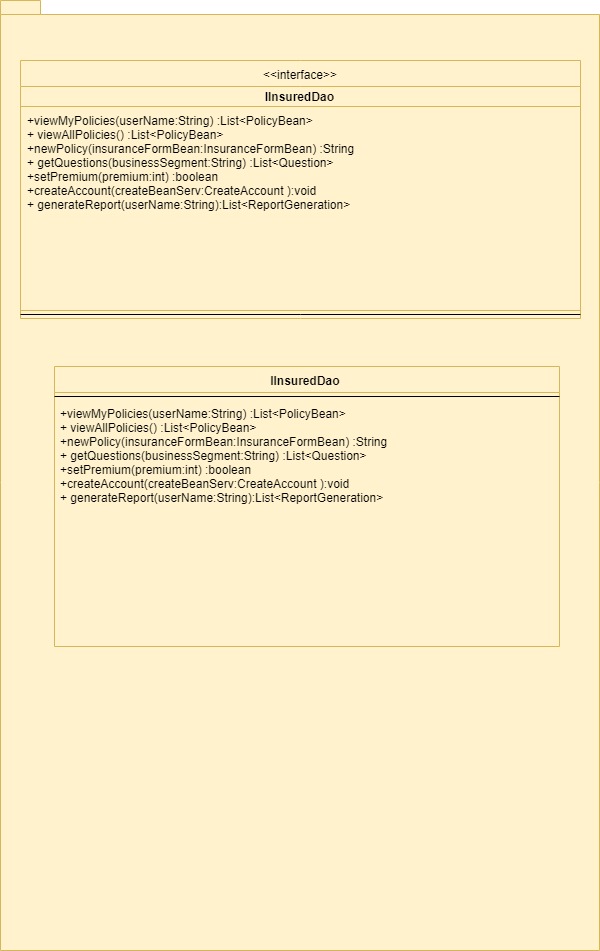 <<interface>>
IInsuredDao
+viewMyPolicies(userName:String) :List<PolicyBean>
+ viewAllPolicies() :List<PolicyBean>
+newPolicy(insuranceFormBean:InsuranceFormBean) :String
+ getQuestions(businessSegment:String) :List<Question>
+setPremium(premium:int) :boolean
+createAccount(createBeanServ:CreateAccount ):void
+ generateReport(userName:String):List<ReportGeneration>
IInsuredDao
+viewMyPolicies(userName:String) :List<PolicyBean>
+ viewAllPolicies() :List<PolicyBean>
+newPolicy(insuranceFormBean:InsuranceFormBean) :String
+ getQuestions(businessSegment:String) :List<Question>
+setPremium(premium:int) :boolean
+createAccount(createBeanServ:CreateAccount ):void
+ generateReport(userName:String):List<ReportGeneration>